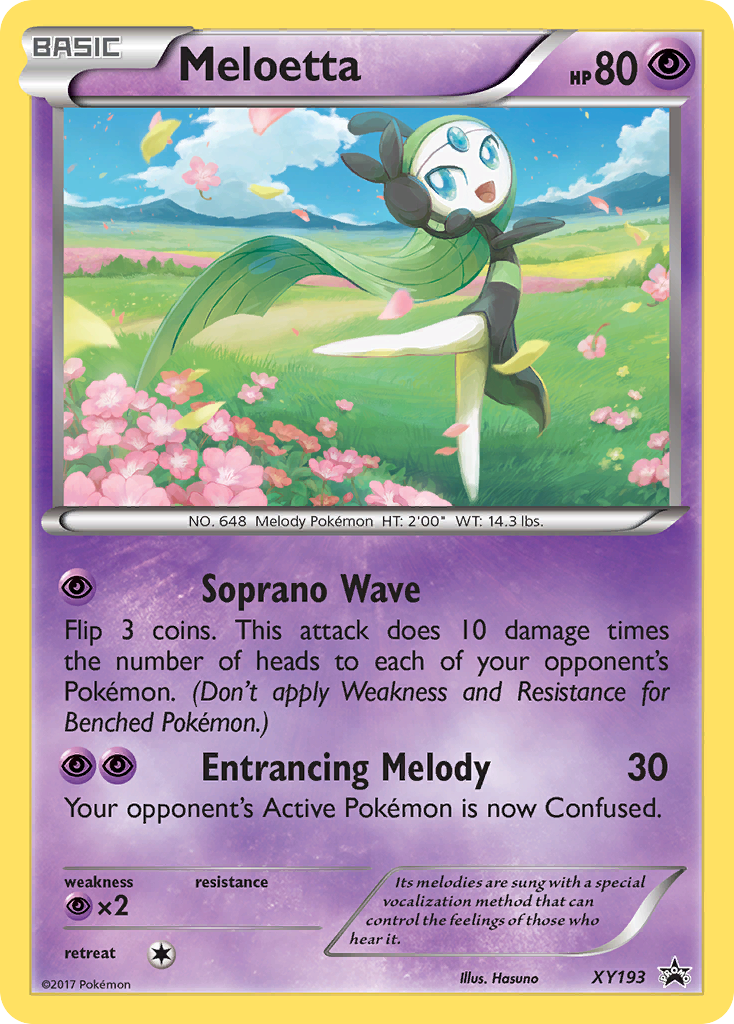 BASIC
Meloetta
HP80
NO. 648 Melody Pokémon HT: 2'00" WT: 14.3 lbs.
Soprano Wave
Flip 3 coins. This attack does 10 damage times
the number of heads to each of your opponent's
Pokémon. (Don't apply Weakness and Resistance for
Benched Pokémon.)
Entrancing Melody 30
Your opponent's Active Pokémon is now Confused.
weakness resistance
×2
Its melodies are sung with a special
vocalization method that can
control the feelings of those who
hear it.
retreat
©2017 Pokémon
Illus. Hasuno
XY193
PROMO